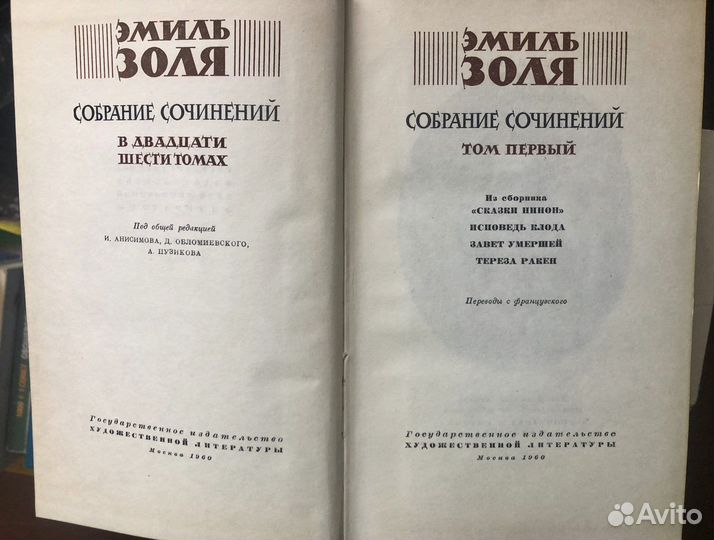 ЭМИЛЬ
ЗОЛЯ
СОБРАНИЕ СОЧИНЕНИЙ
В ДВАДЦАТИ
ШЕСТИ ТОМАХ
Под общей редакцией
И. АНИСИМОВА, Д. ОБЛОМИЕВСКОГО,
А. ПУЗИКОВА
Государственное издательство
ХУДОЖЕСТВЕННОЙ ЛИТЕРАТУРЫ
Москва 1960
ЭМИЛЬ
ЗОЛЯ
СОБРАНИЕ СОЧИНЕНИЙ
ТОМ ПЕРВЫЙ
Из сборника
«СКАЗКИ НИНОН»
ИСПОВЕДЬ КЛОДА
ЗАВЕТ УМЕРШЕЙ
ТЕРЕЗА РАКЕН
Переводы с французского
Государственное издательство
ХУДОЖЕСТВЕННОЙ ЛИТЕРАТУРЫ
Москва 1960
Avito